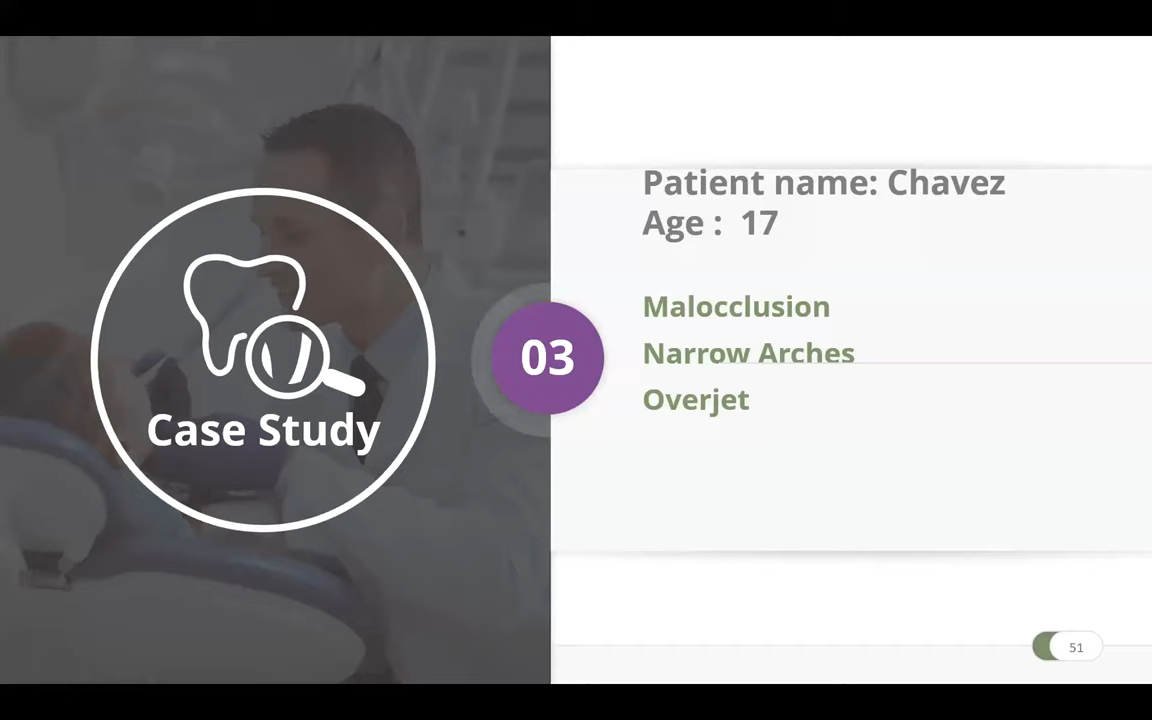 Case Study
03
Patient name: Chavez
Age : 17
Malocclusion
Narrow Arches
Overjet
51